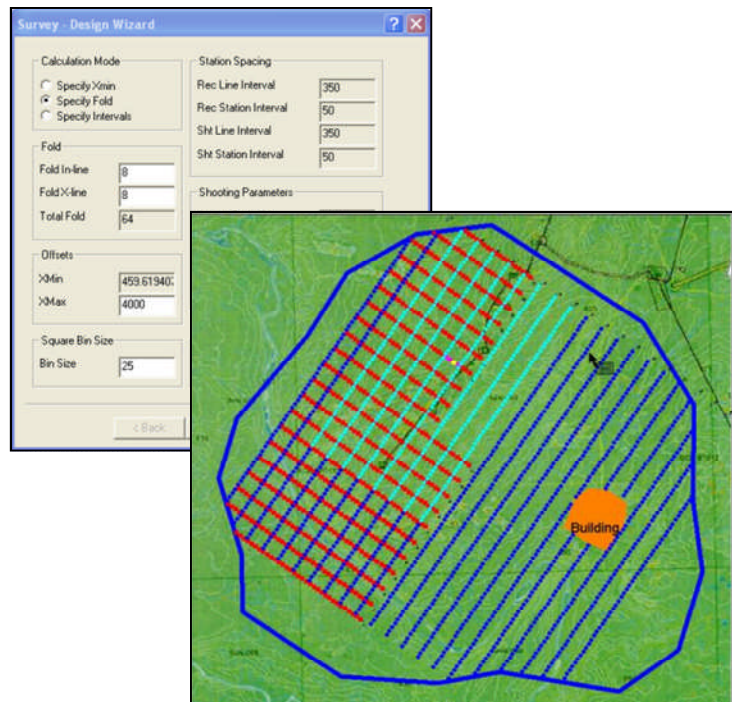 Survey - Design Wizard
Calculation Mode
Specify Xmin
Specify Fold
Specify Intervals
Fold
Fold In-line 8
Fold X-line 8
Total Fold 64
Offsets
XMin 459.61940
XMax 4000
Square Bin Size
Bin Size 25
< Back
Station Spacing
Rec Line Interval 350
Rec Station Interval 50
Sht Line Interval 350
Sht Station Interval 50
Shooting Parameters
Building